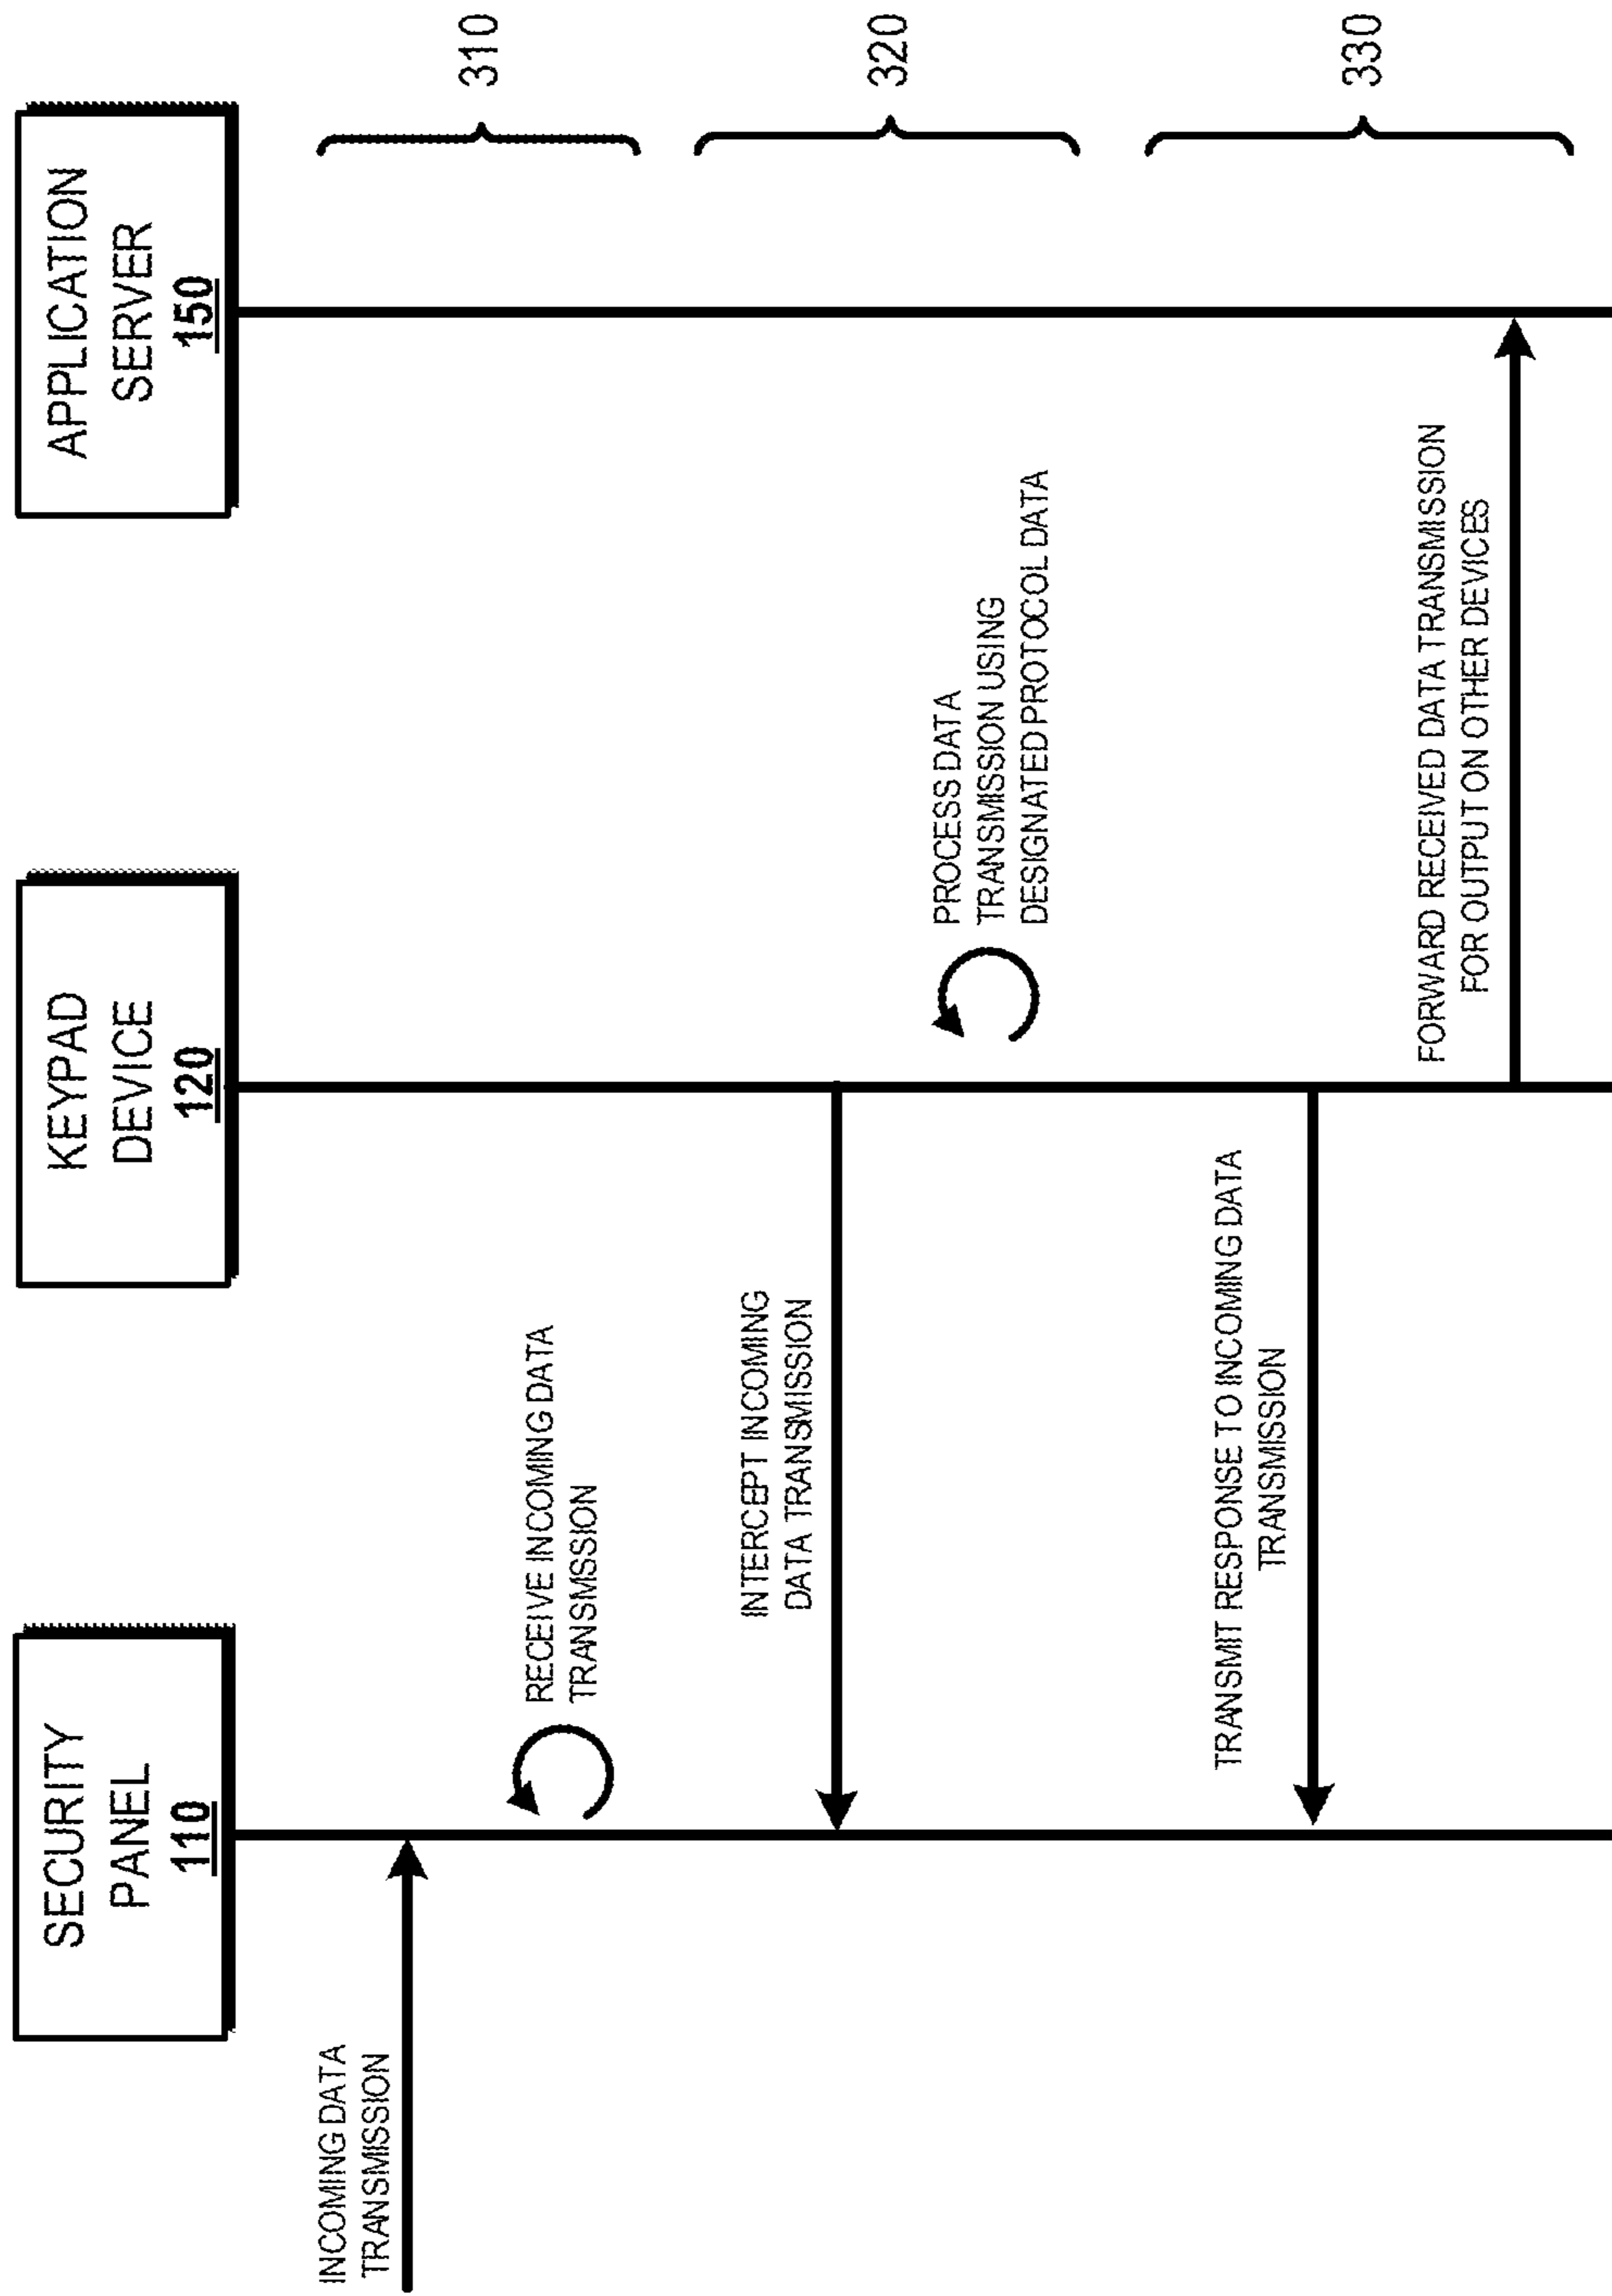 SECURITY
PANEL
110
KEYPAD
DEVICE
120
APPLICATION
SERVER
150
INCOMING DATA
TRANSMISSION
RECEIVE INCOMING DATA
TRANSMISSION
310
INTERCEPT INCOMING
DATA TRANSMISSION
PROCESS DATA
TRANSMISSION USING
DESIGNATED PROTOCOL DATA
320
TRANSMIT RESPONSE TO INCOMING DATA
TRANSMISSION
FORWARD RECEIVED DATA TRANSMISSION
FOR OUTPUT ON OTHER DEVICES
330